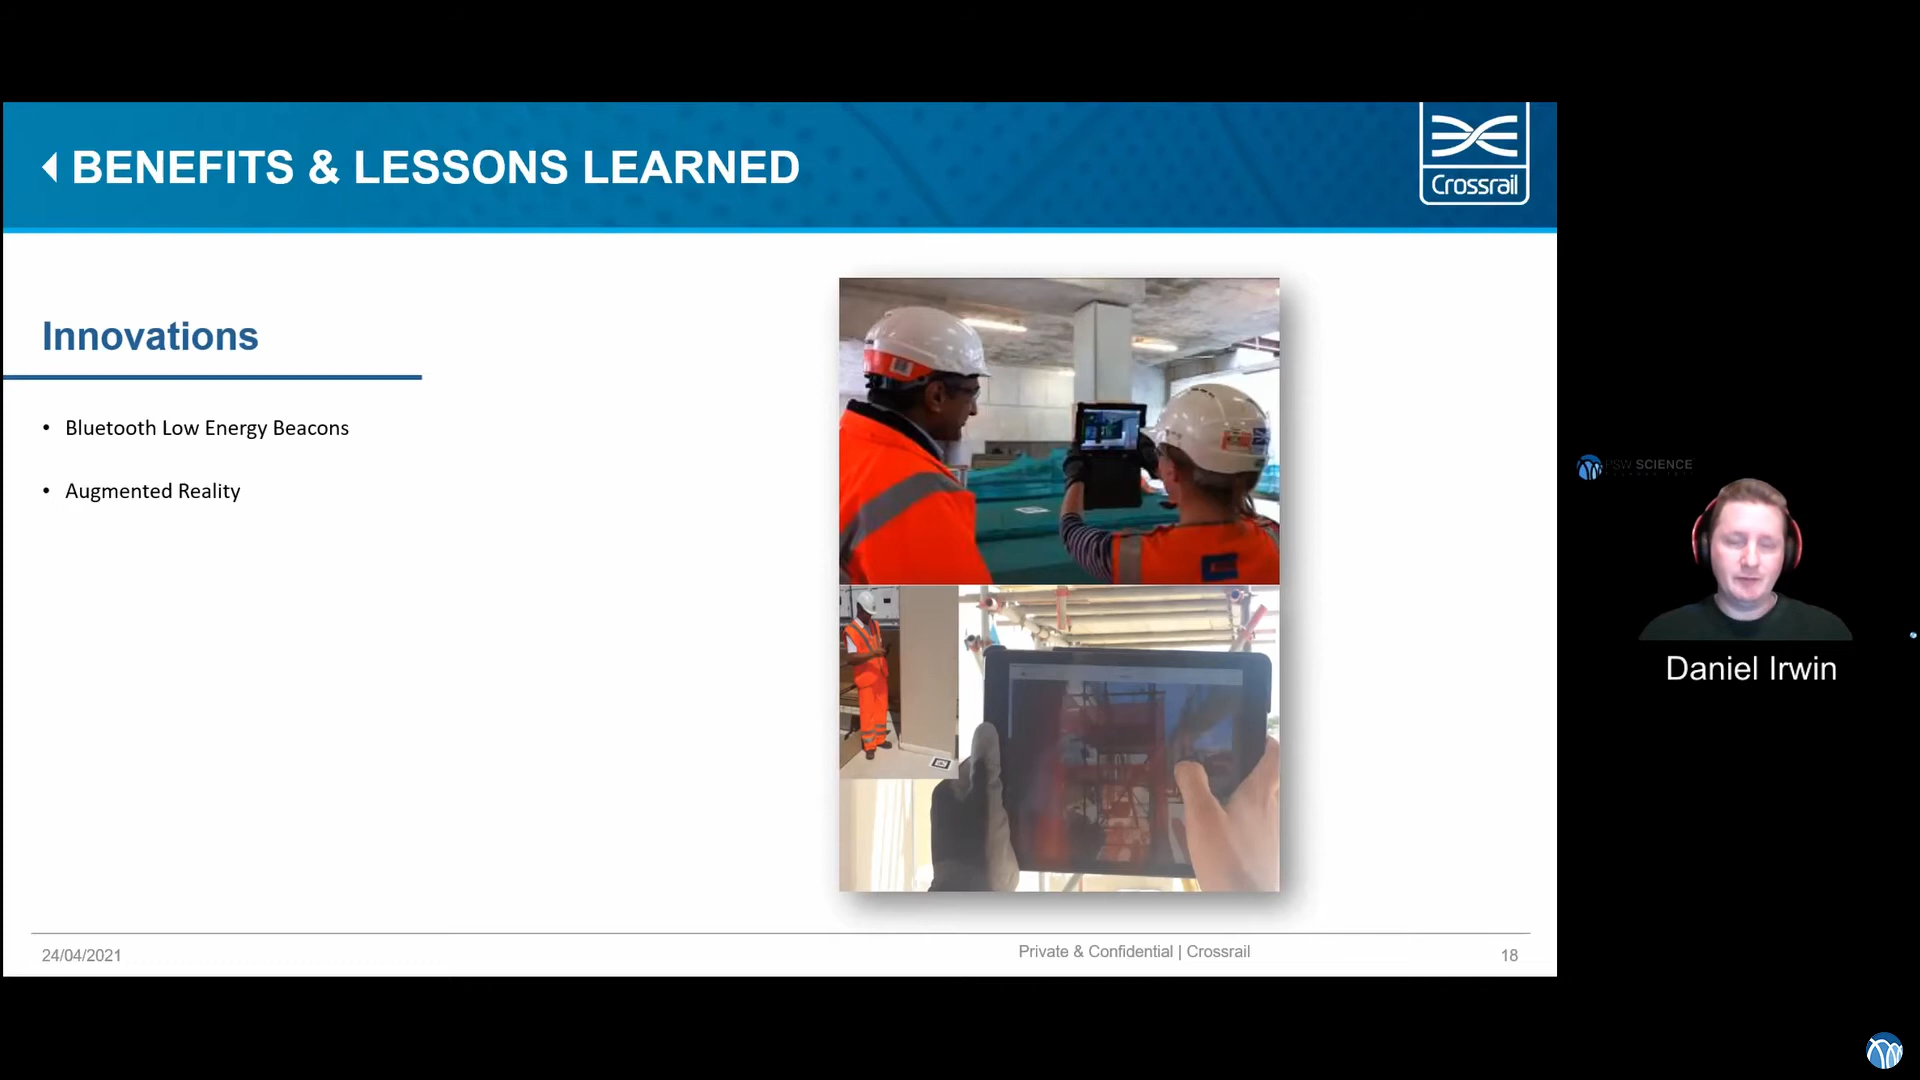 BENEFITS & LESSONS LEARNED
Crossrail
Innovations
• Bluetooth Low Energy Beacons
• Augmented Reality
24/04/2021
Private & Confidential | Crossrail
18
PSW SCIENCE
Daniel Irwin